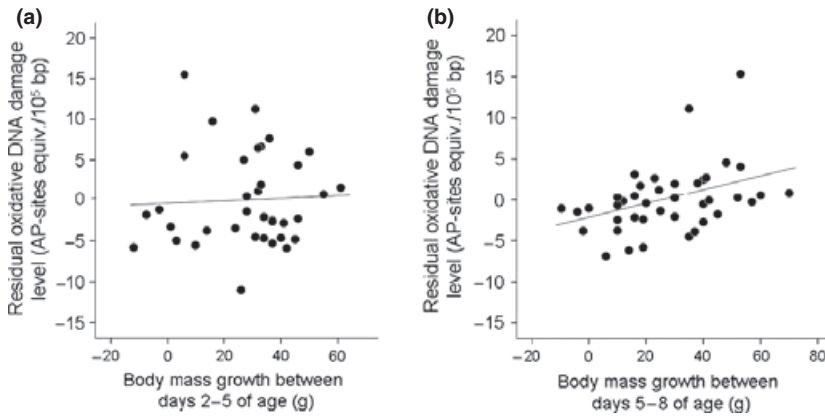 (a)
Residual oxidative DNA damage
level (AP-sites equiv./10⁵ bp)
20
15
10
5
0
−5
−10
−15
−20
0
20
40
60
Body mass growth between
days 2–5 of age (g)
(b)
Residual oxidative DNA damage
level (AP-sites equiv./10⁵ bp)
20
15
10
5
0
−5
−10
−15
−20
0
20
40
60
80
Body mass growth between
days 5–8 of age (g)